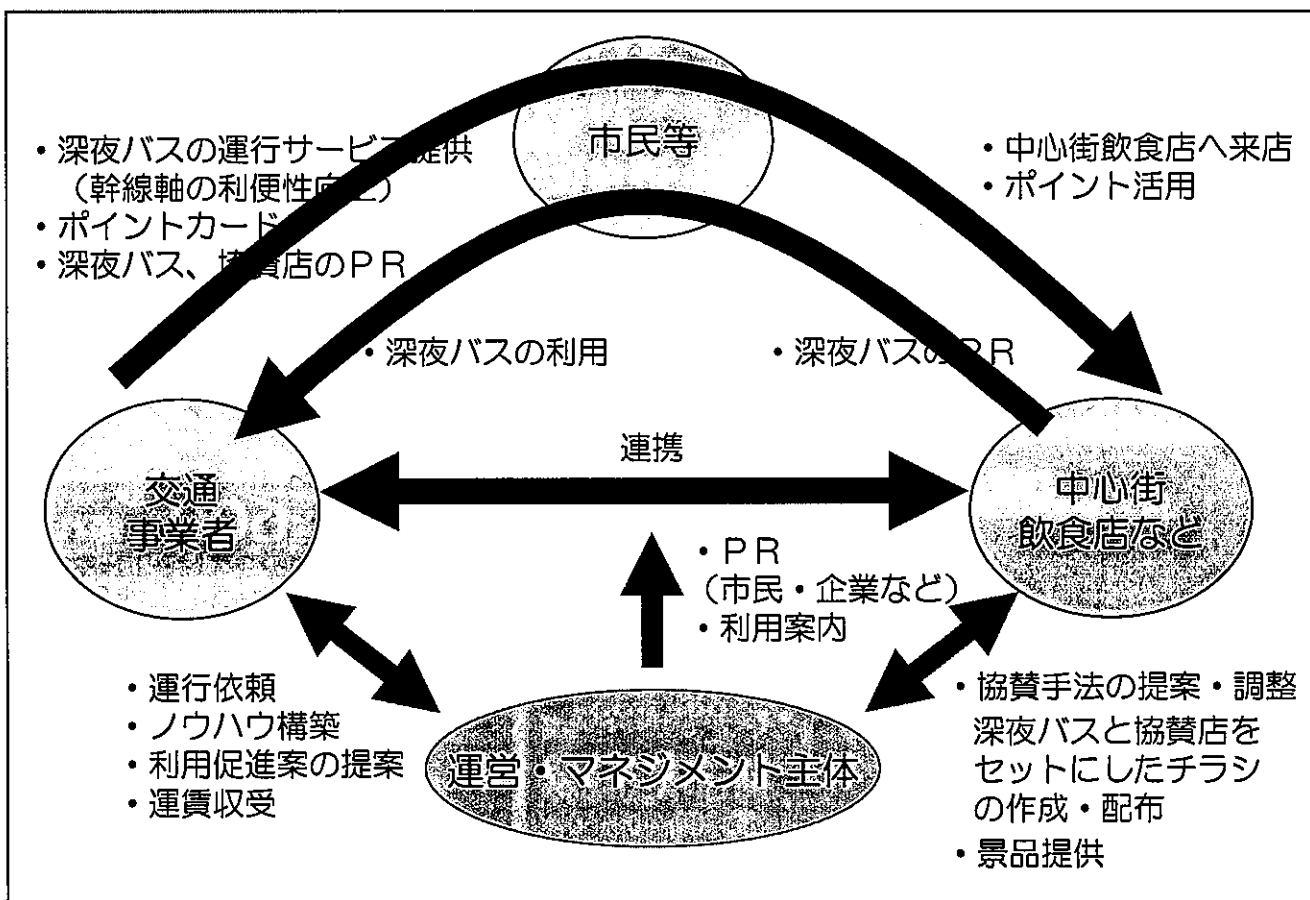 市民等
・深夜バスの運行サービス提供
（幹線軸の利便性向上）
・ポイントカード
・深夜バス、協賛店のＰＲ
・中心街飲食店へ来店
・ポイント活用
・深夜バスの利用
・深夜バスのＰＲ
連携
交通
事業者
中心街
飲食店など
・ＰＲ
（市民・企業など）
・利用案内
・運行依頼
・ノウハウ構築
・利用促進案の提案
・運賃収受
運営・マネジメント主体
・協賛手法の提案・調整
深夜バスと協賛店を
セットにしたチラシ
の作成・配布
・景品提供